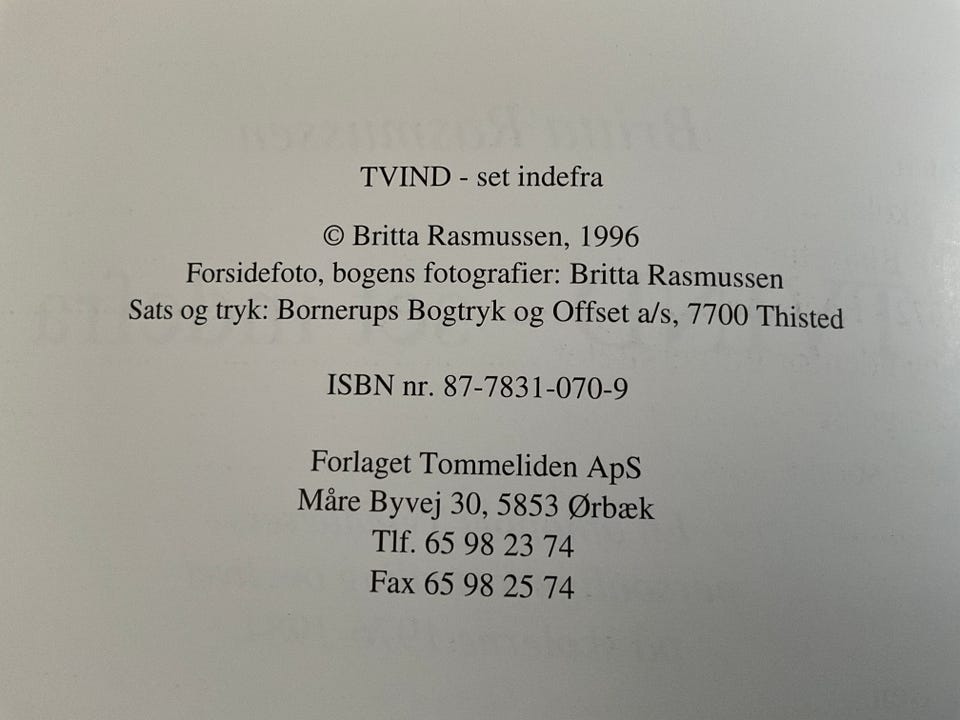 TVIND - set indefra
© Britta Rasmussen, 1996
Forsidefoto, bogens fotografier: Britta Rasmussen
Sats og tryk: Bornerups Bogtryk og Offset a/s, 7700 Thisted
ISBN nr. 87-7831-070-9
Forlaget Tommeliden ApS
Måre Byvej 30, 5853 Ørbæk
Tlf. 65 98 23 74
Fax 65 98 25 74